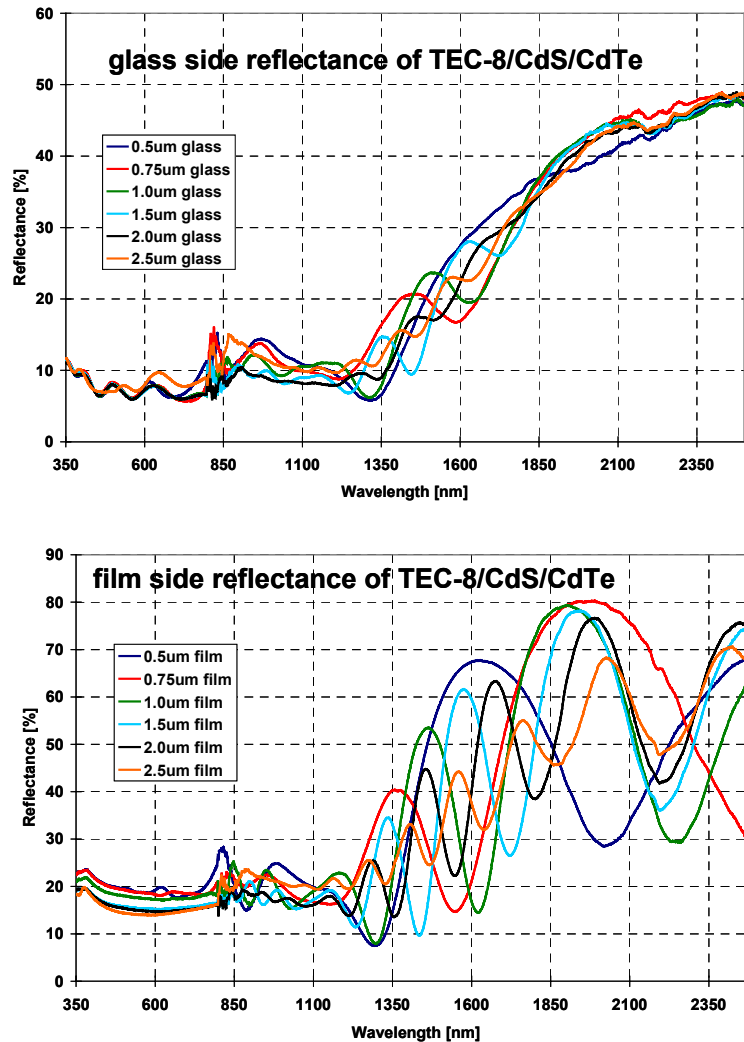 glass side reflectance of TEC-8/CdS/CdTe
Reflectance [%]
60
50
40
30
20
10
0
0.5um glass
0.75um glass
1.0um glass
1.5um glass
2.0um glass
2.5um glass
350 600 850 1100 1350 1600 1850 2100 2350
Wavelength [nm]
film side reflectance of TEC-8/CdS/CdTe
Reflectance [%]
90
80
70
60
50
40
30
20
10
0
0.5um film
0.75um film
1.0um film
1.5um film
2.0um film
2.5um film
350 600 850 1100 1350 1600 1850 2100 2350
Wavelength [nm]